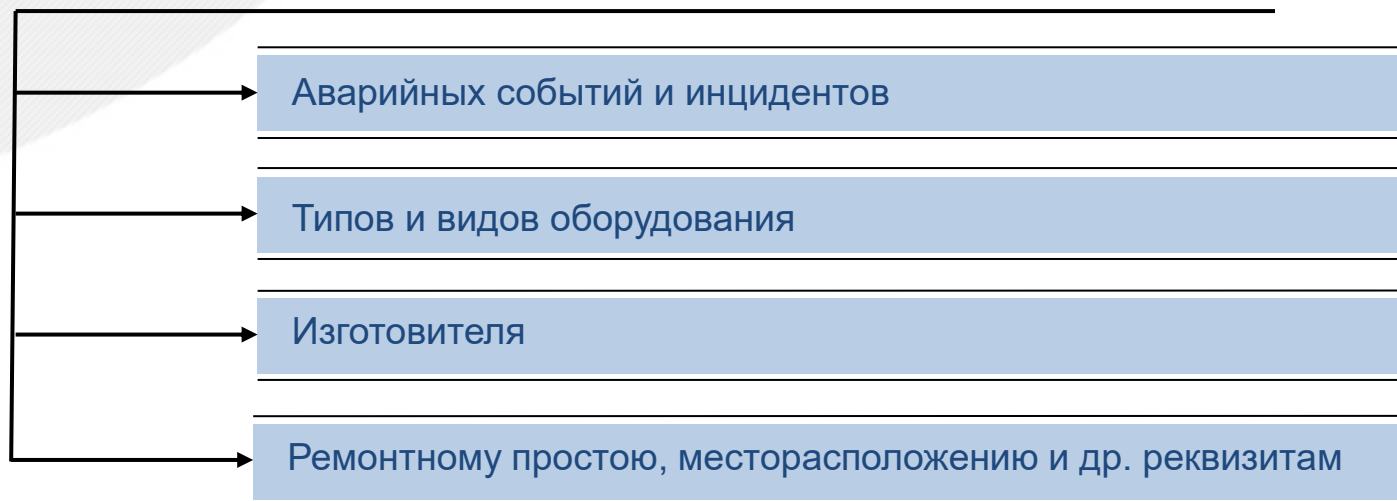 Аварийных событий и инцидентов
Типов и видов оборудования
Изготовителя
Ремонтному простою, месторасположению и др. реквизитам